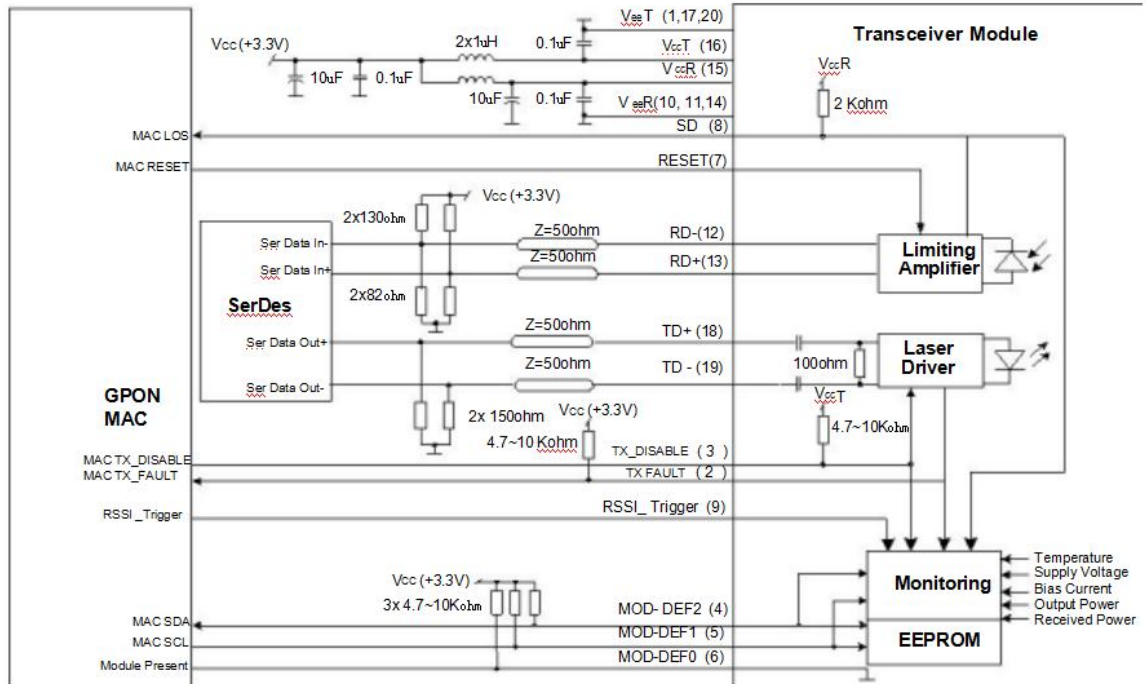 VeeT (1,17,20)
Transceiver Module
Vcc (+3.3V)
2x1uH
0.1uF
VccT (16)
VccR (15)
VccR
10uF
0.1uF
10uF
0.1uF
VeeR(10, 11,14)
2 Kohm
MAC LOS
SD (8)
MAC RESET
RESET(7)
Vcc (+3.3V)
2x130ohm
Z=50ohm
RD-(12)
Ser Data In-
Limiting
Amplifier
Z=50ohm
RD+(13)
Ser Data In+
2x82ohm
SerDes
Z=50ohm
TD+ (18)
Ser Data Out+
Laser
Driver
100ohm
Z=50ohm
TD - (19)
Ser Data Out-
GPON
MAC
2x 150ohm
Vcc (+3.3V)
VccT
4.7~10 Kohm
4.7~10Kohm
MAC TX_DISABLE
TX_DISABLE ( 3 )
MAC TX_FAULT
TX FAULT ( 2 )
RSSI _Trigger
RSSI_ Trigger (9)
Temperature
Supply Voltage
Bias Current
Output Power
Received Power
Monitoring
EEPROM
Vcc (+3.3V)
3x 4.7~10Kohm
MAC SDA
MOD- DEF2 (4)
MAC SCL
MOD-DEF1 (5)
Module Present
MOD-DEF0 (6)